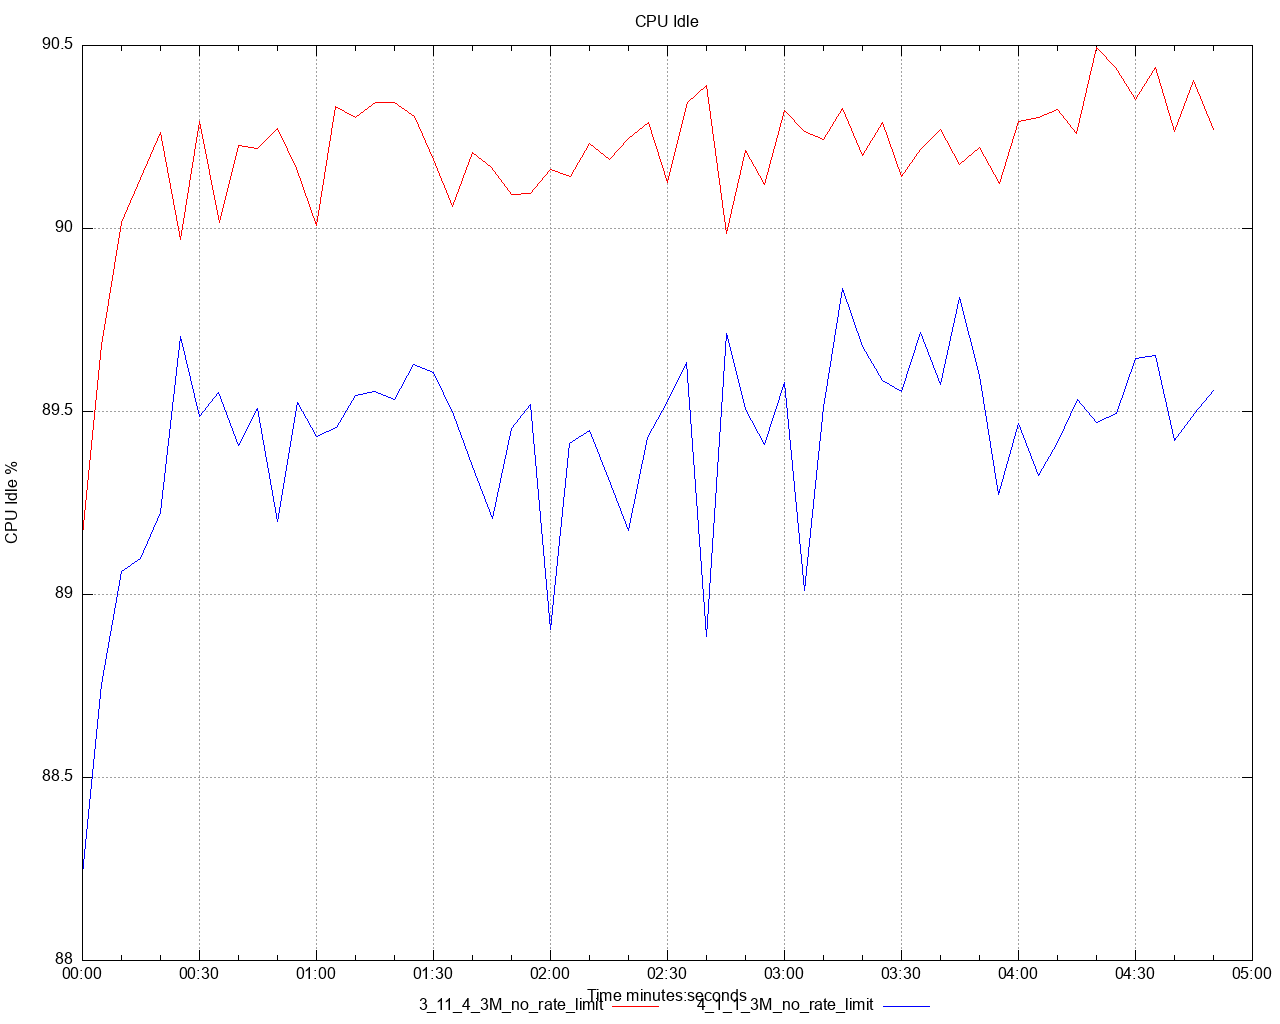 CPU Idle
90.5
90
89.5
89
88.5
88
CPU Idle %
00:00 00:30 01:00 01:30 02:00 02:30 03:00 03:30 04:00 04:30 05:00
Time minutes:seconds
3_11_4_3M_no_rate_limit 4_1_1_3M_no_rate_limit